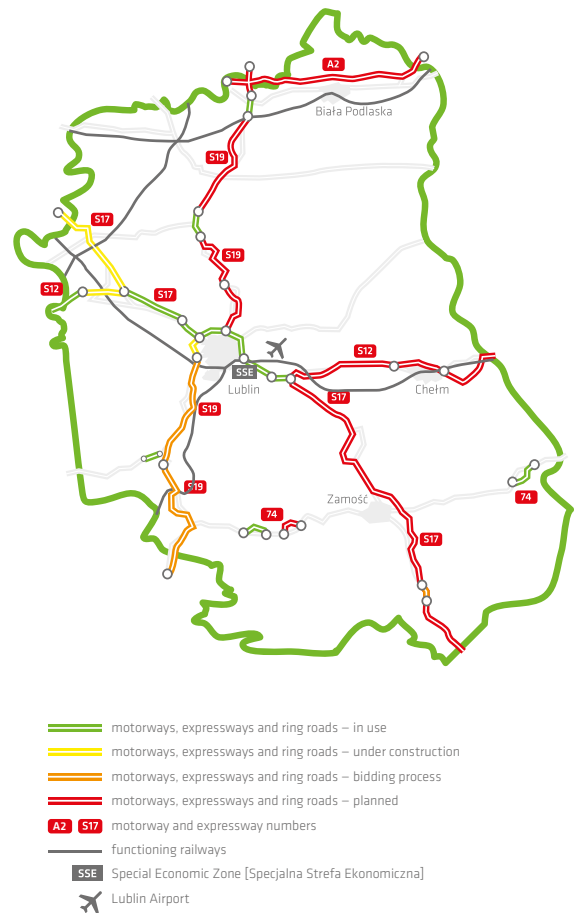 A2
Biała Podlaska
S19
S17
S19
S12
S17
S12
SSE
Lublin
S17
Chełm
S19
S19
Zamość
74
74
S17
motorways, expressways and ring roads – in use
motorways, expressways and ring roads – under construction
motorways, expressways and ring roads – bidding process
motorways, expressways and ring roads – planned
A2 S17 motorway and expressway numbers
functioning railways
SSE Special Economic Zone [Specjalna Strefa Ekonomiczna]
Lublin Airport